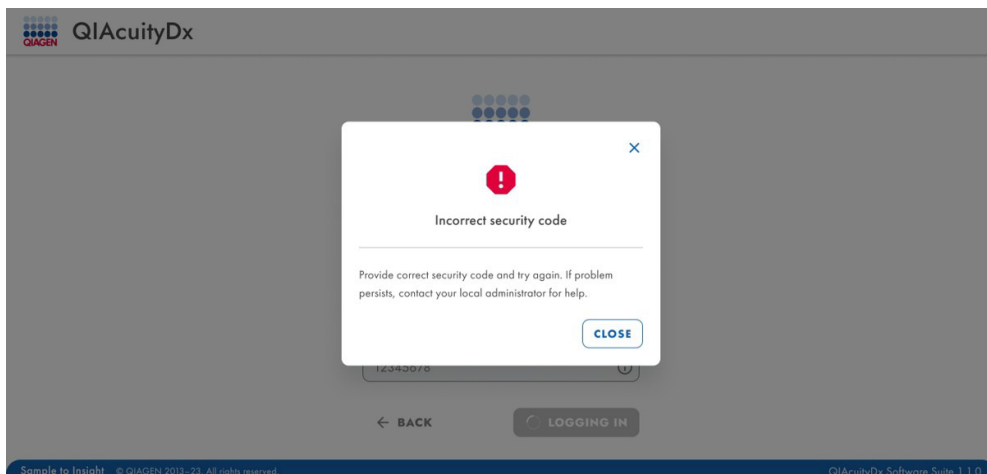 QIAGEN
QIAcuityDx
Incorrect security code
Provide correct security code and try again. If problem
persists, contact your local administrator for help.
CLOSE
12345678
← BACK
LOGGING IN
Sample to Insight © QIAGEN 2013–23. All rights reserved.
QIAcuityDx Software Suite 1.1.0